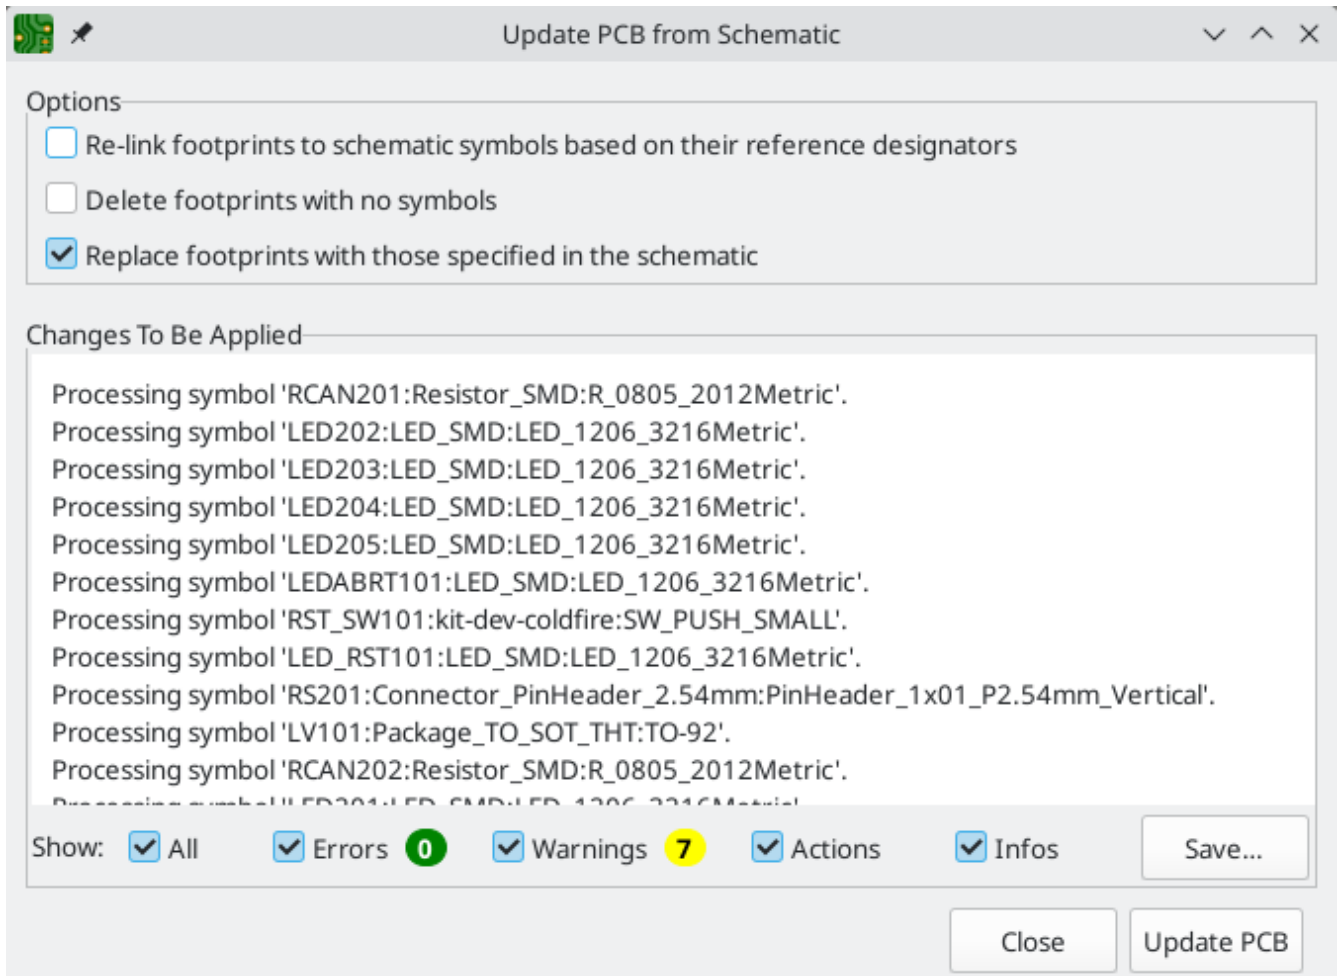 Update PCB from Schematic
Options
Re-link footprints to schematic symbols based on their reference designators
Delete footprints with no symbols
Replace footprints with those specified in the schematic
Changes To Be Applied
Processing symbol 'RCAN201:Resistor_SMD:R_0805_2012Metric'.
Processing symbol 'LED202:LED_SMD:LED_1206_3216Metric'.
Processing symbol 'LED203:LED_SMD:LED_1206_3216Metric'.
Processing symbol 'LED204:LED_SMD:LED_1206_3216Metric'.
Processing symbol 'LED205:LED_SMD:LED_1206_3216Metric'.
Processing symbol 'LEDABRT101:LED_SMD:LED_1206_3216Metric'.
Processing symbol 'RST_SW101:kit-dev-coldfire:SW_PUSH_SMALL'.
Processing symbol 'LED_RST101:LED_SMD:LED_1206_3216Metric'.
Processing symbol 'RS201:Connector_PinHeader_2.54mm:PinHeader_1x01_P2.54mm_Vertical'.
Processing symbol 'LV101:Package_TO_SOT_THT:TO-92'.
Processing symbol 'RCAN202:Resistor_SMD:R_0805_2012Metric'.
Processing symbol 'LED201:LED_SMD:LED_1206_3216Metric'.
Show: All Errors 0 Warnings 7 Actions Infos Save...
Close Update PCB